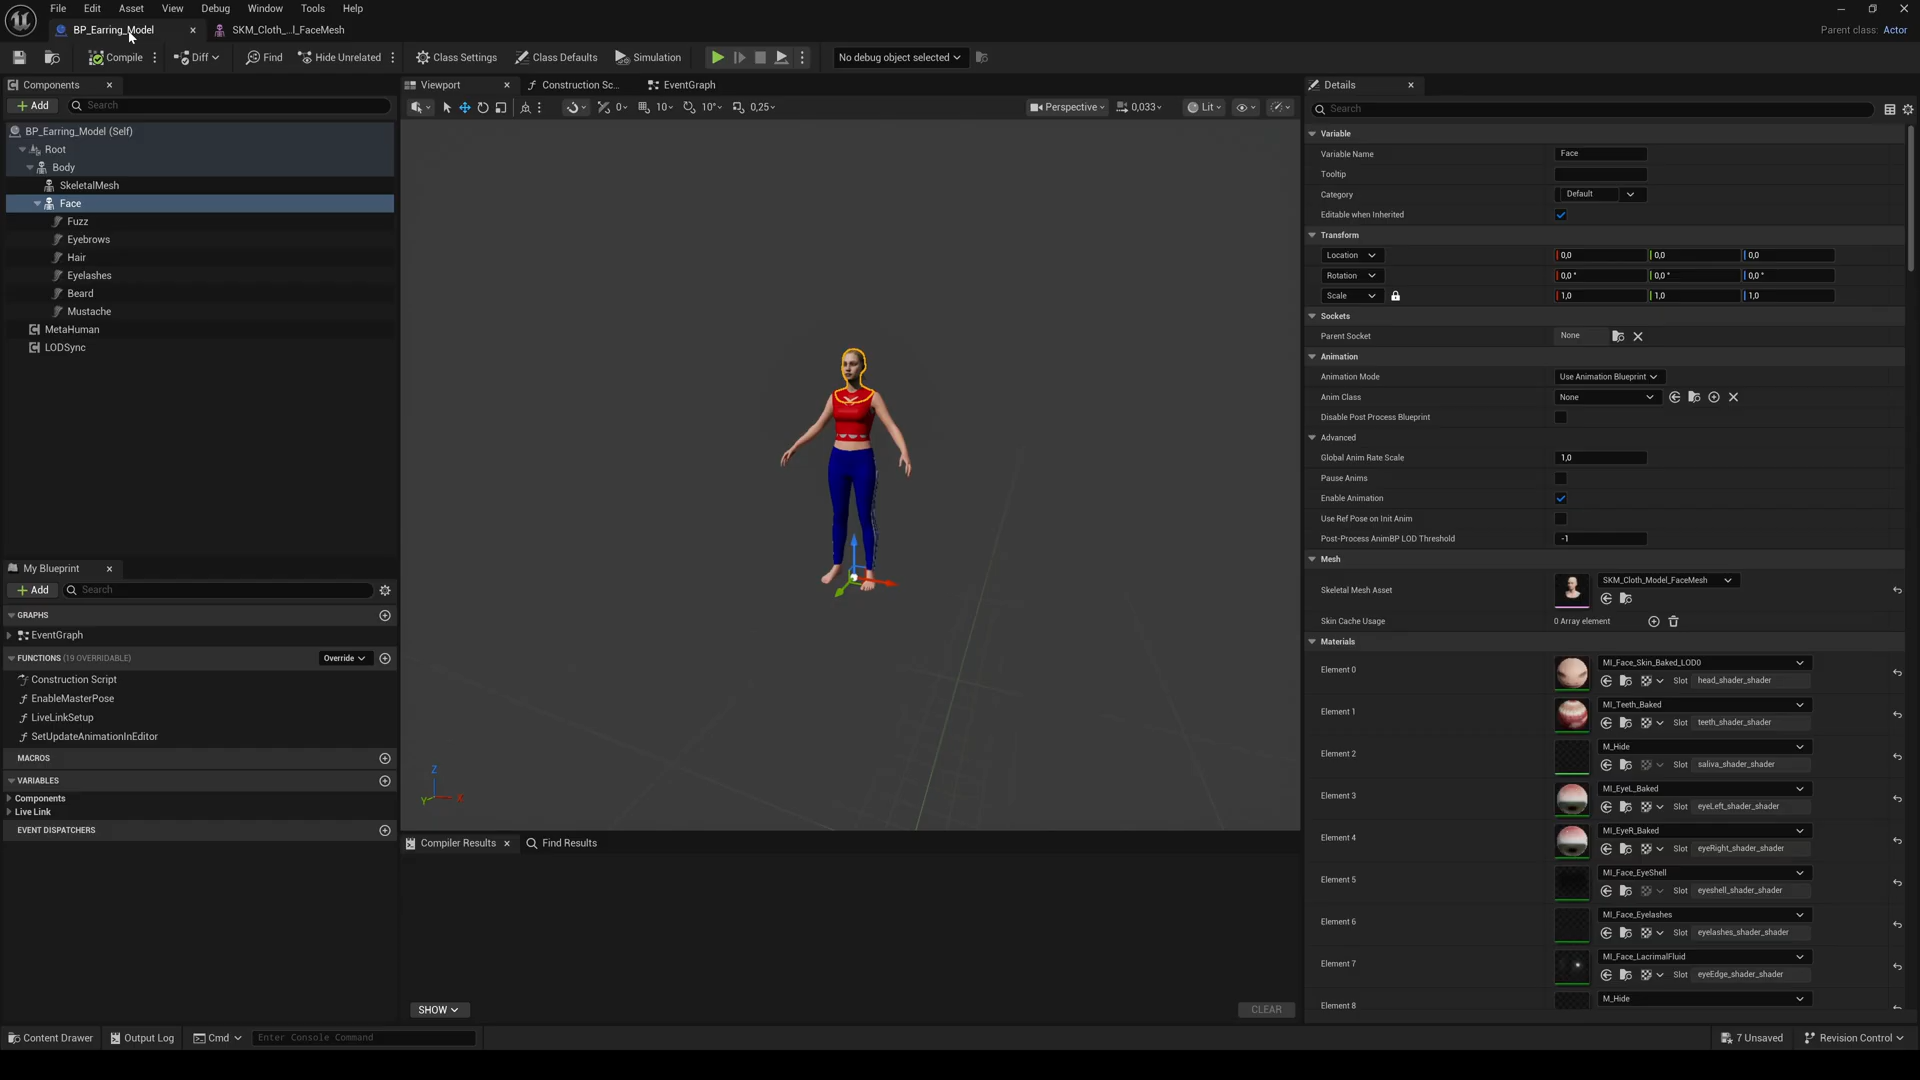 File Edit Asset View Debug Window Tools Help
BP_Earring_Model SKM_Cloth_...l_FaceMesh
Parent class: Actor
Compile Diff Find Hide Unrelated Class Settings Class Defaults Simulation No debug object selected
Components
Add Search
BP_Earring_Model (Self)
Root
Body
SkeletalMesh
Face
Fuzz
Eyebrows
Hair
Eyelashes
Beard
Mustache
MetaHuman
LODSync
My Blueprint
Add Search
GRAPHS
EventGraph
FUNCTIONS (19 OVERRIDABLE) Override
Construction Script
EnableMasterPose
LiveLinkSetup
SetUpdateAnimationInEditor
MACROS
VARIABLES
Components
Live Link
EVENT DISPATCHERS
Viewport Construction Sc... EventGraph
0 10 10° 0,25 Perspective 0,033 Lit
Z
Y X
Compiler Results Find Results
SHOW CLEAR
Details
Search
Variable
Variable Name Face
Tooltip
Category Default
Editable when Inherited
Transform
Location 0,0 0,0 0,0
Rotation 0,0 ° 0,0 ° 0,0 °
Scale 1,0 1,0 1,0
Sockets
Parent Socket None
Animation
Animation Mode Use Animation Blueprint
Anim Class None
Disable Post Process Blueprint
Advanced
Global Anim Rate Scale 1,0
Pause Anims
Enable Animation
Use Ref Pose on Init Anim
Post-Process AnimBP LOD Threshold -1
Mesh
Skeletal Mesh Asset SKM_Cloth_Model_FaceMesh
Skin Cache Usage 0 Array element
Materials
Element 0 MI_Face_Skin_Baked_LOD0
Slot head_shader_shader
Element 1 MI_Teeth_Baked
Slot teeth_shader_shader
Element 2 M_Hide
Slot saliva_shader_shader
Element 3 MI_EyeL_Baked
Slot eyeLeft_shader_shader
Element 4 MI_EyeR_Baked
Slot eyeRight_shader_shader
Element 5 MI_Face_EyeShell
Slot eyeshell_shader_shader
Element 6 MI_Face_Eyelashes
Slot eyelashes_shader_shader
Element 7 MI_Face_LacrimalFluid
Slot eyeEdge_shader_shader
Element 8 M_Hide
Content Drawer Output Log Cmd Enter Console Command 7 Unsaved Revision Control